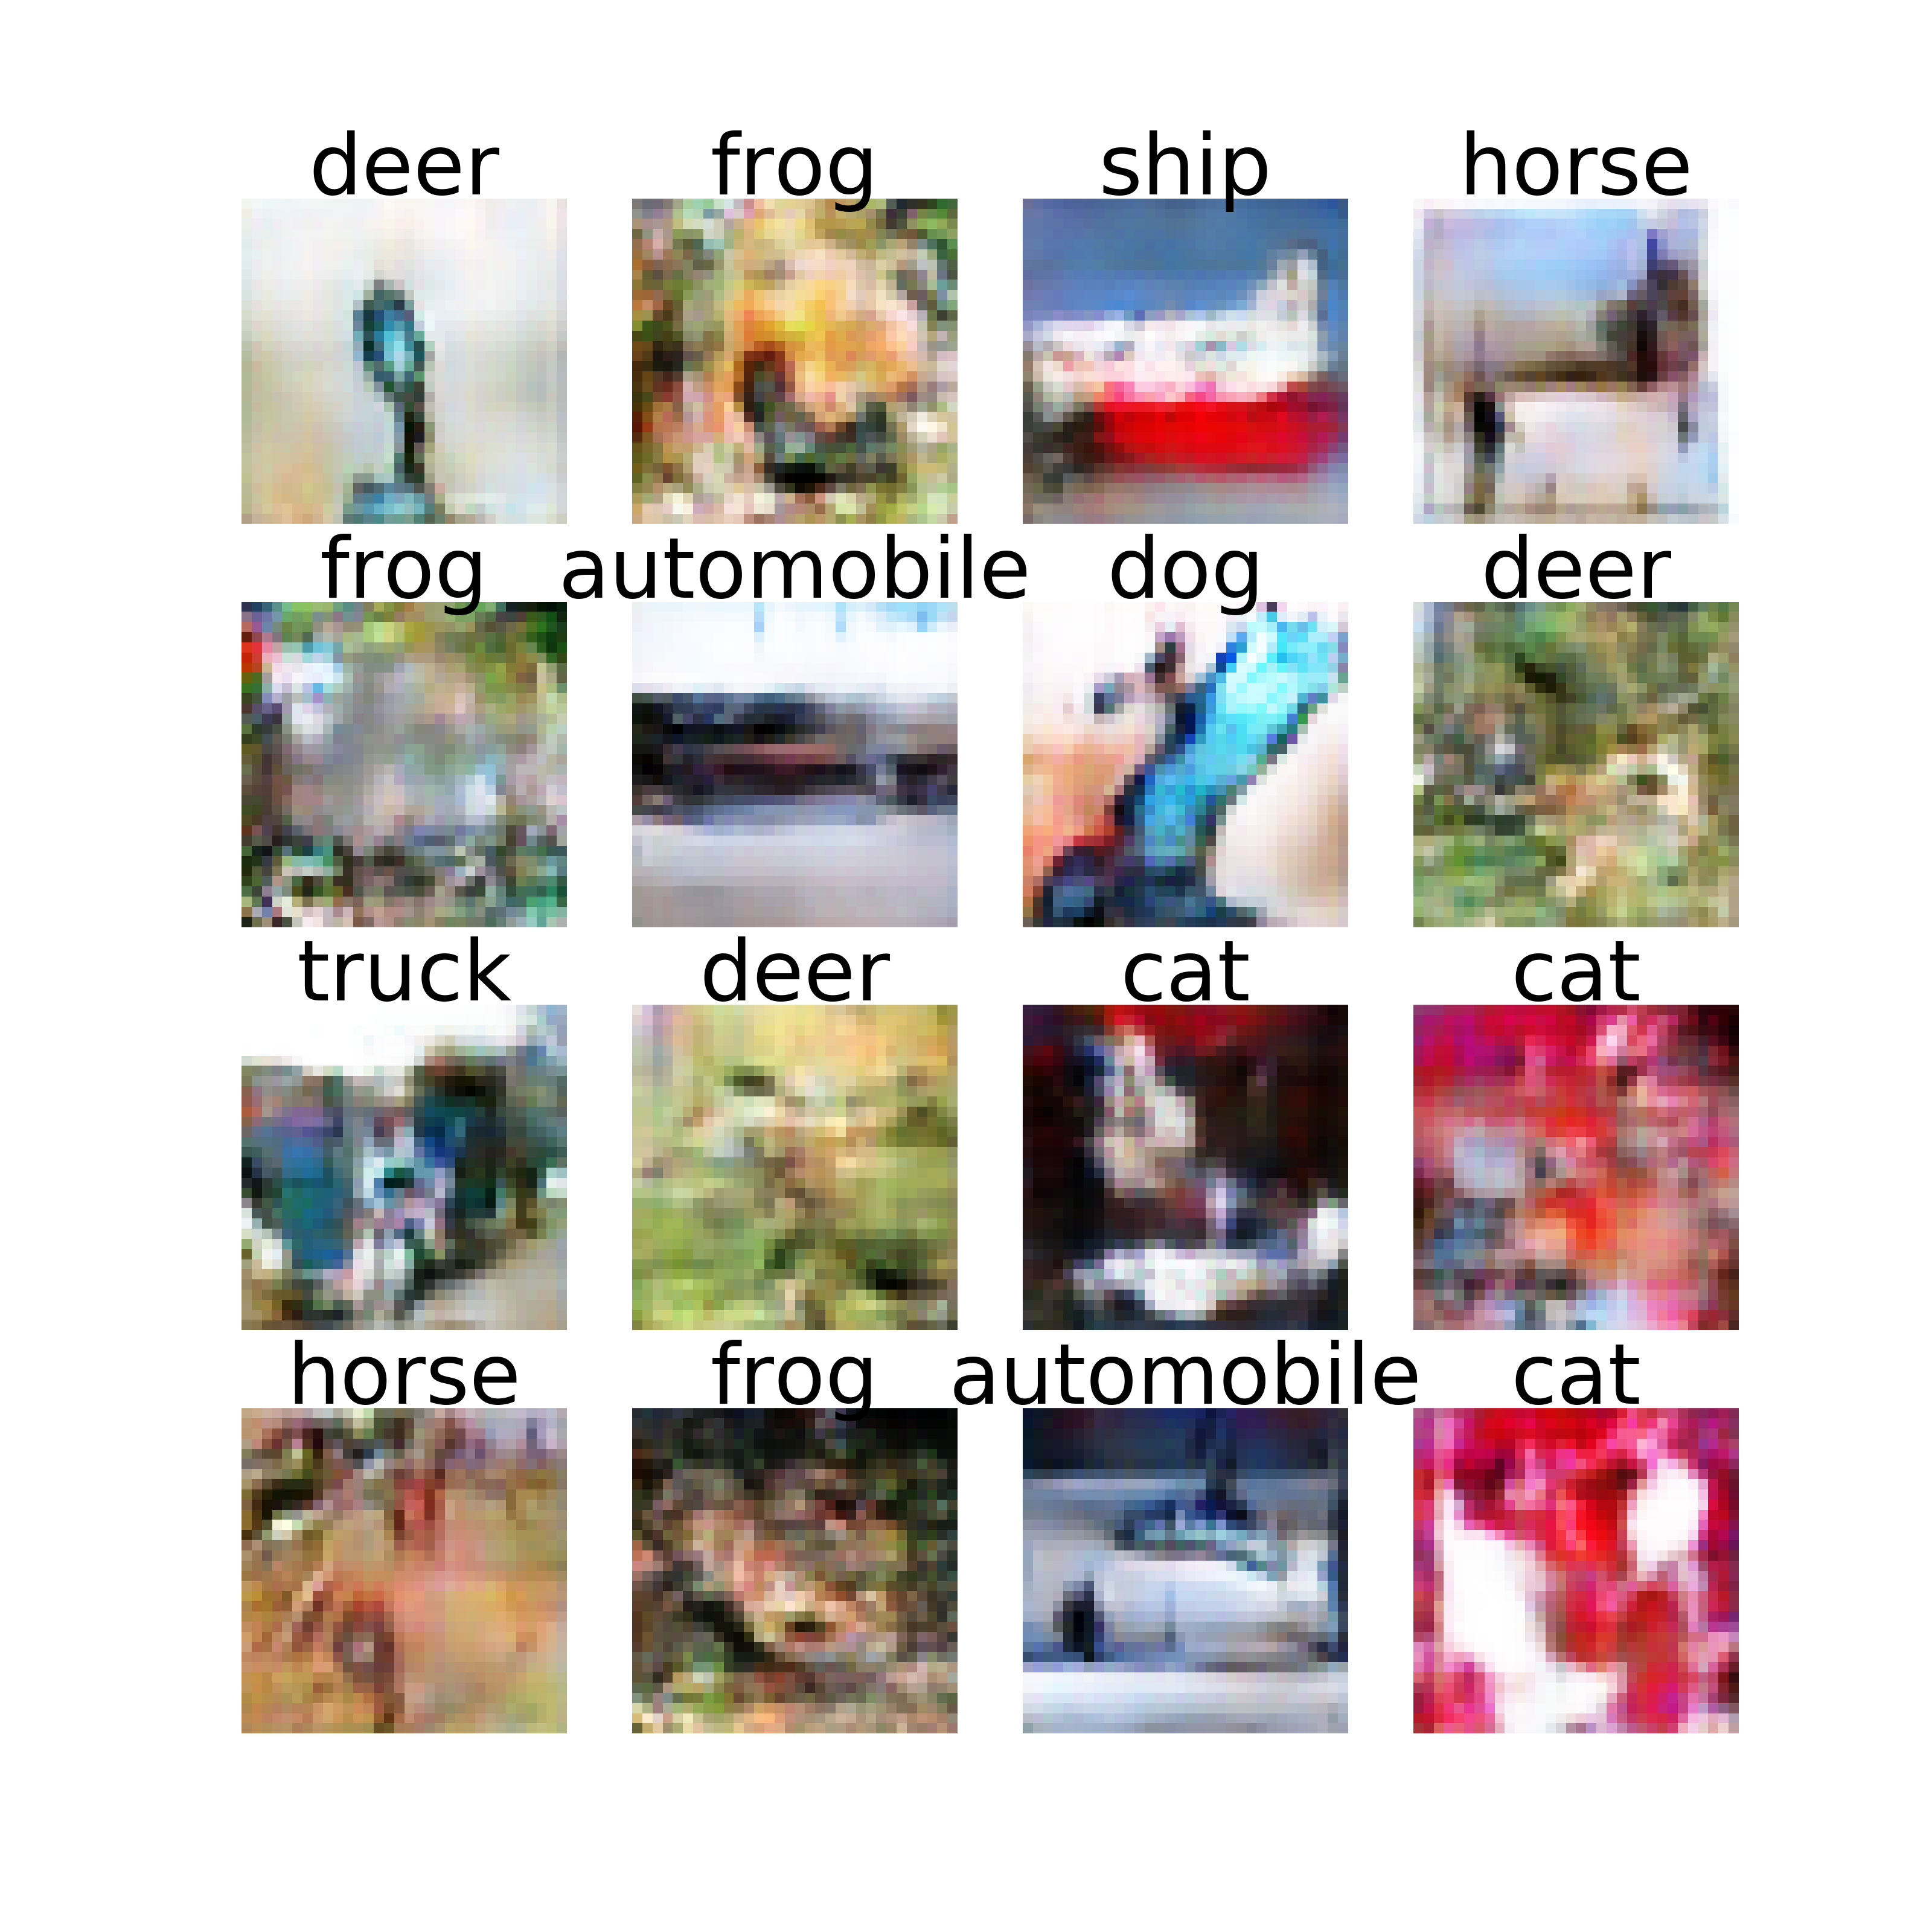 deer frog ship horse
frog automobile dog deer
truck deer cat cat
horse frog automobile cat